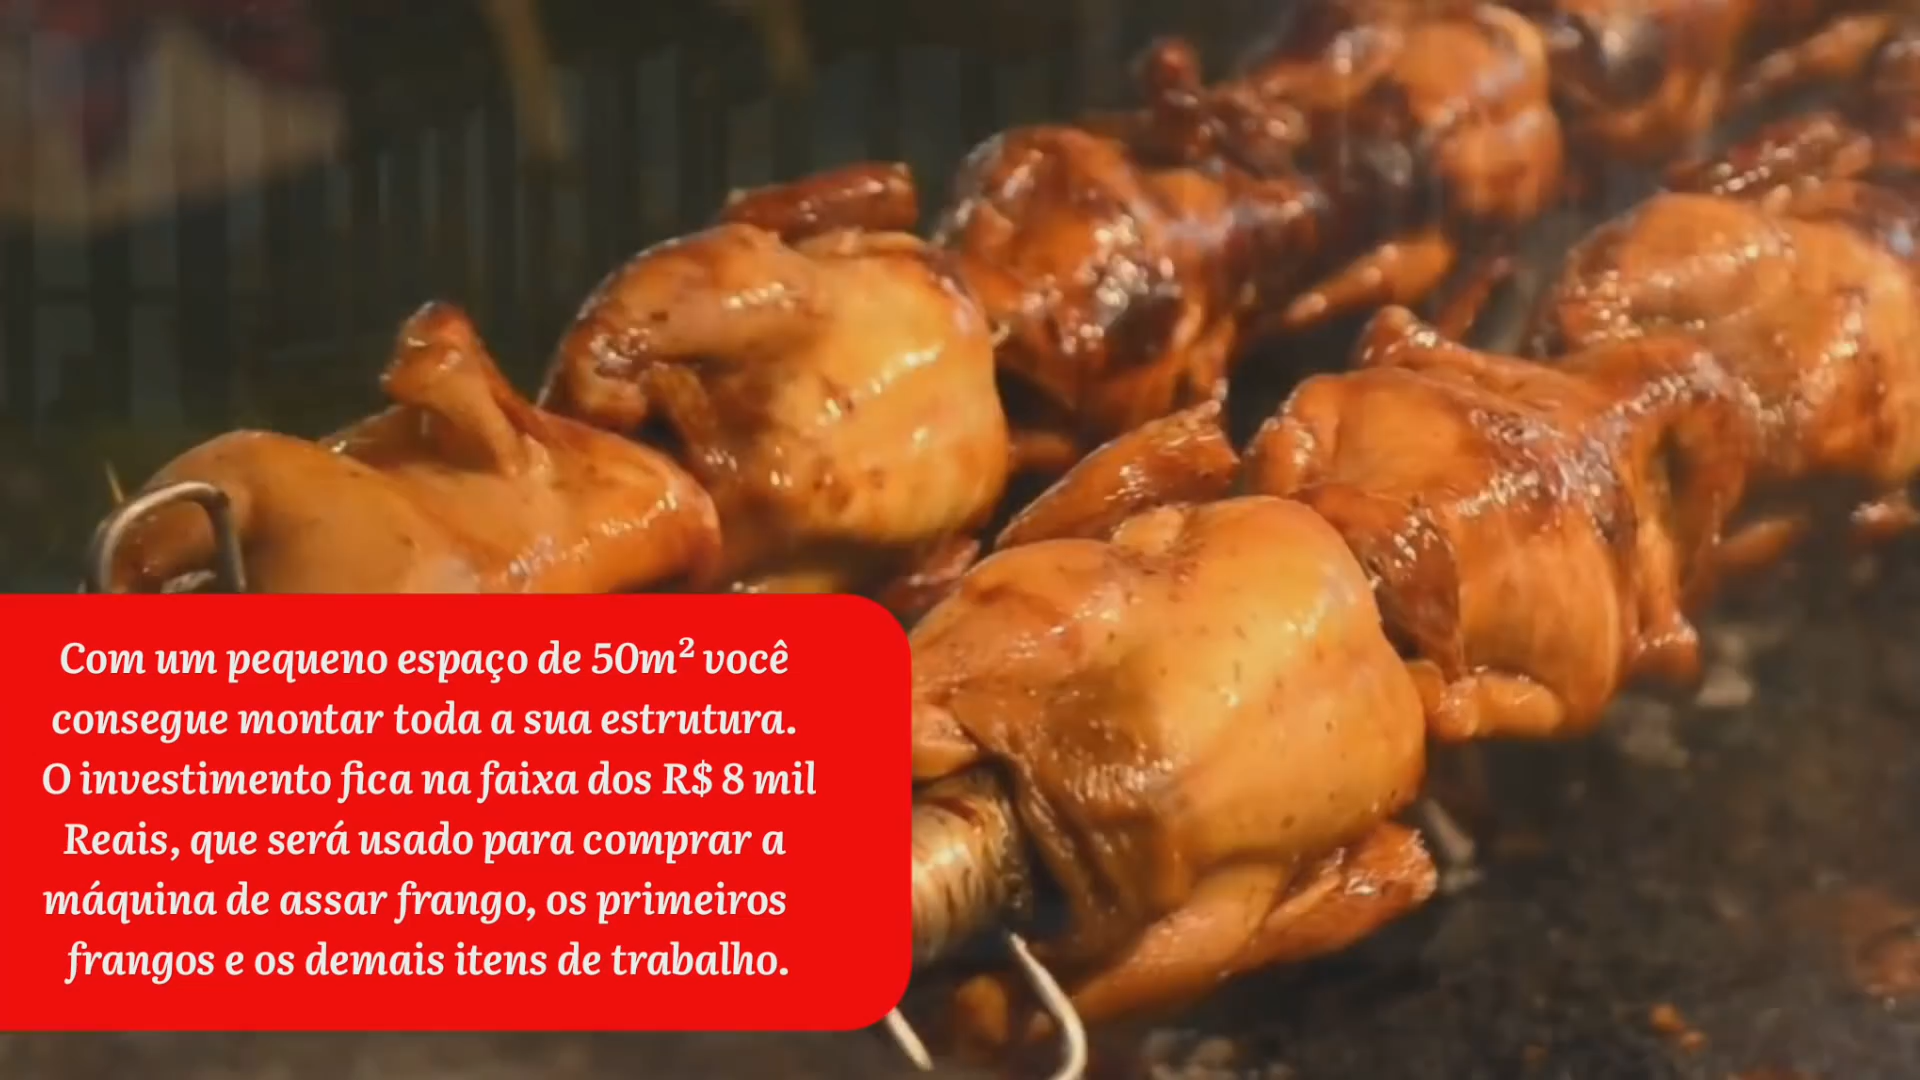 Com um pequeno espaço de 50m² você
consegue montar toda a sua estrutura.
O investimento fica na faixa dos R$ 8 mil
Reais, que será usado para comprar a
máquina de assar frango, os primeiros
frangos e os demais itens de trabalho.